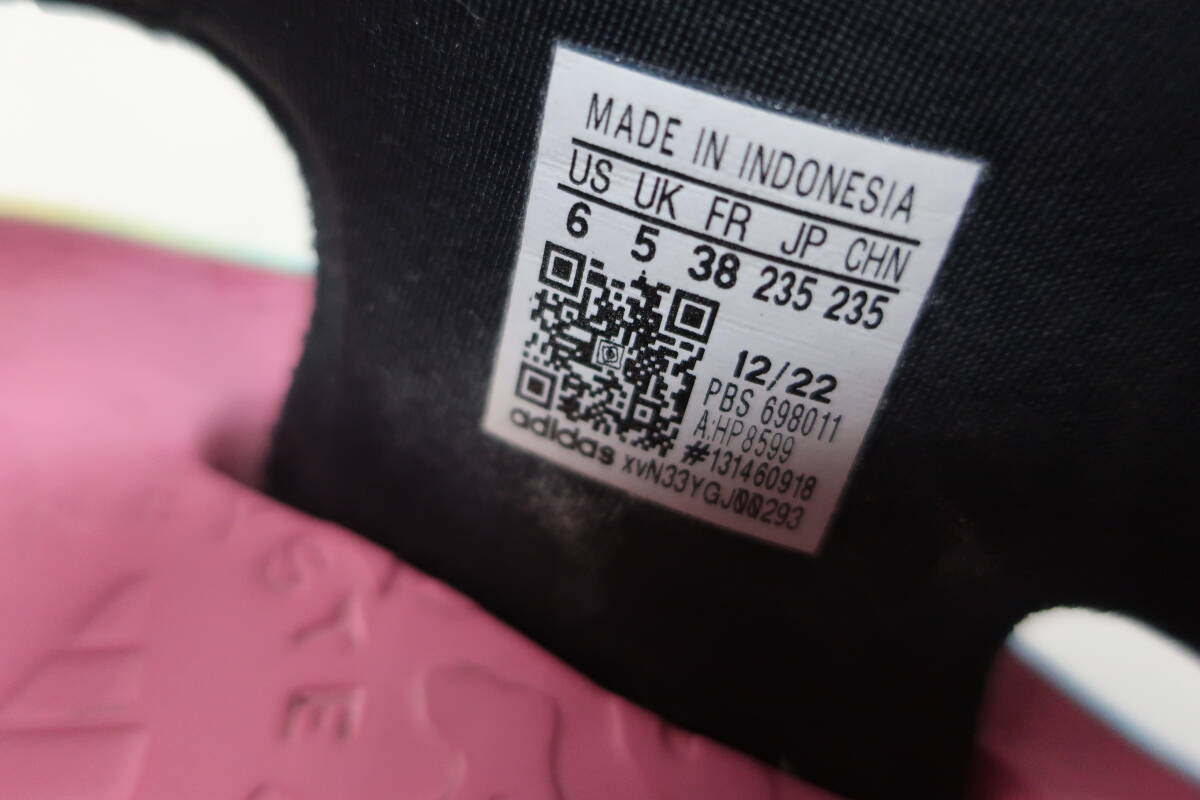 MADE IN INDONESIA
US UK FR JP CHN
6 5 38 235 235
12/22
PBS 698011
A:HP8599
#131460918
adidas xvN33YGJ00293